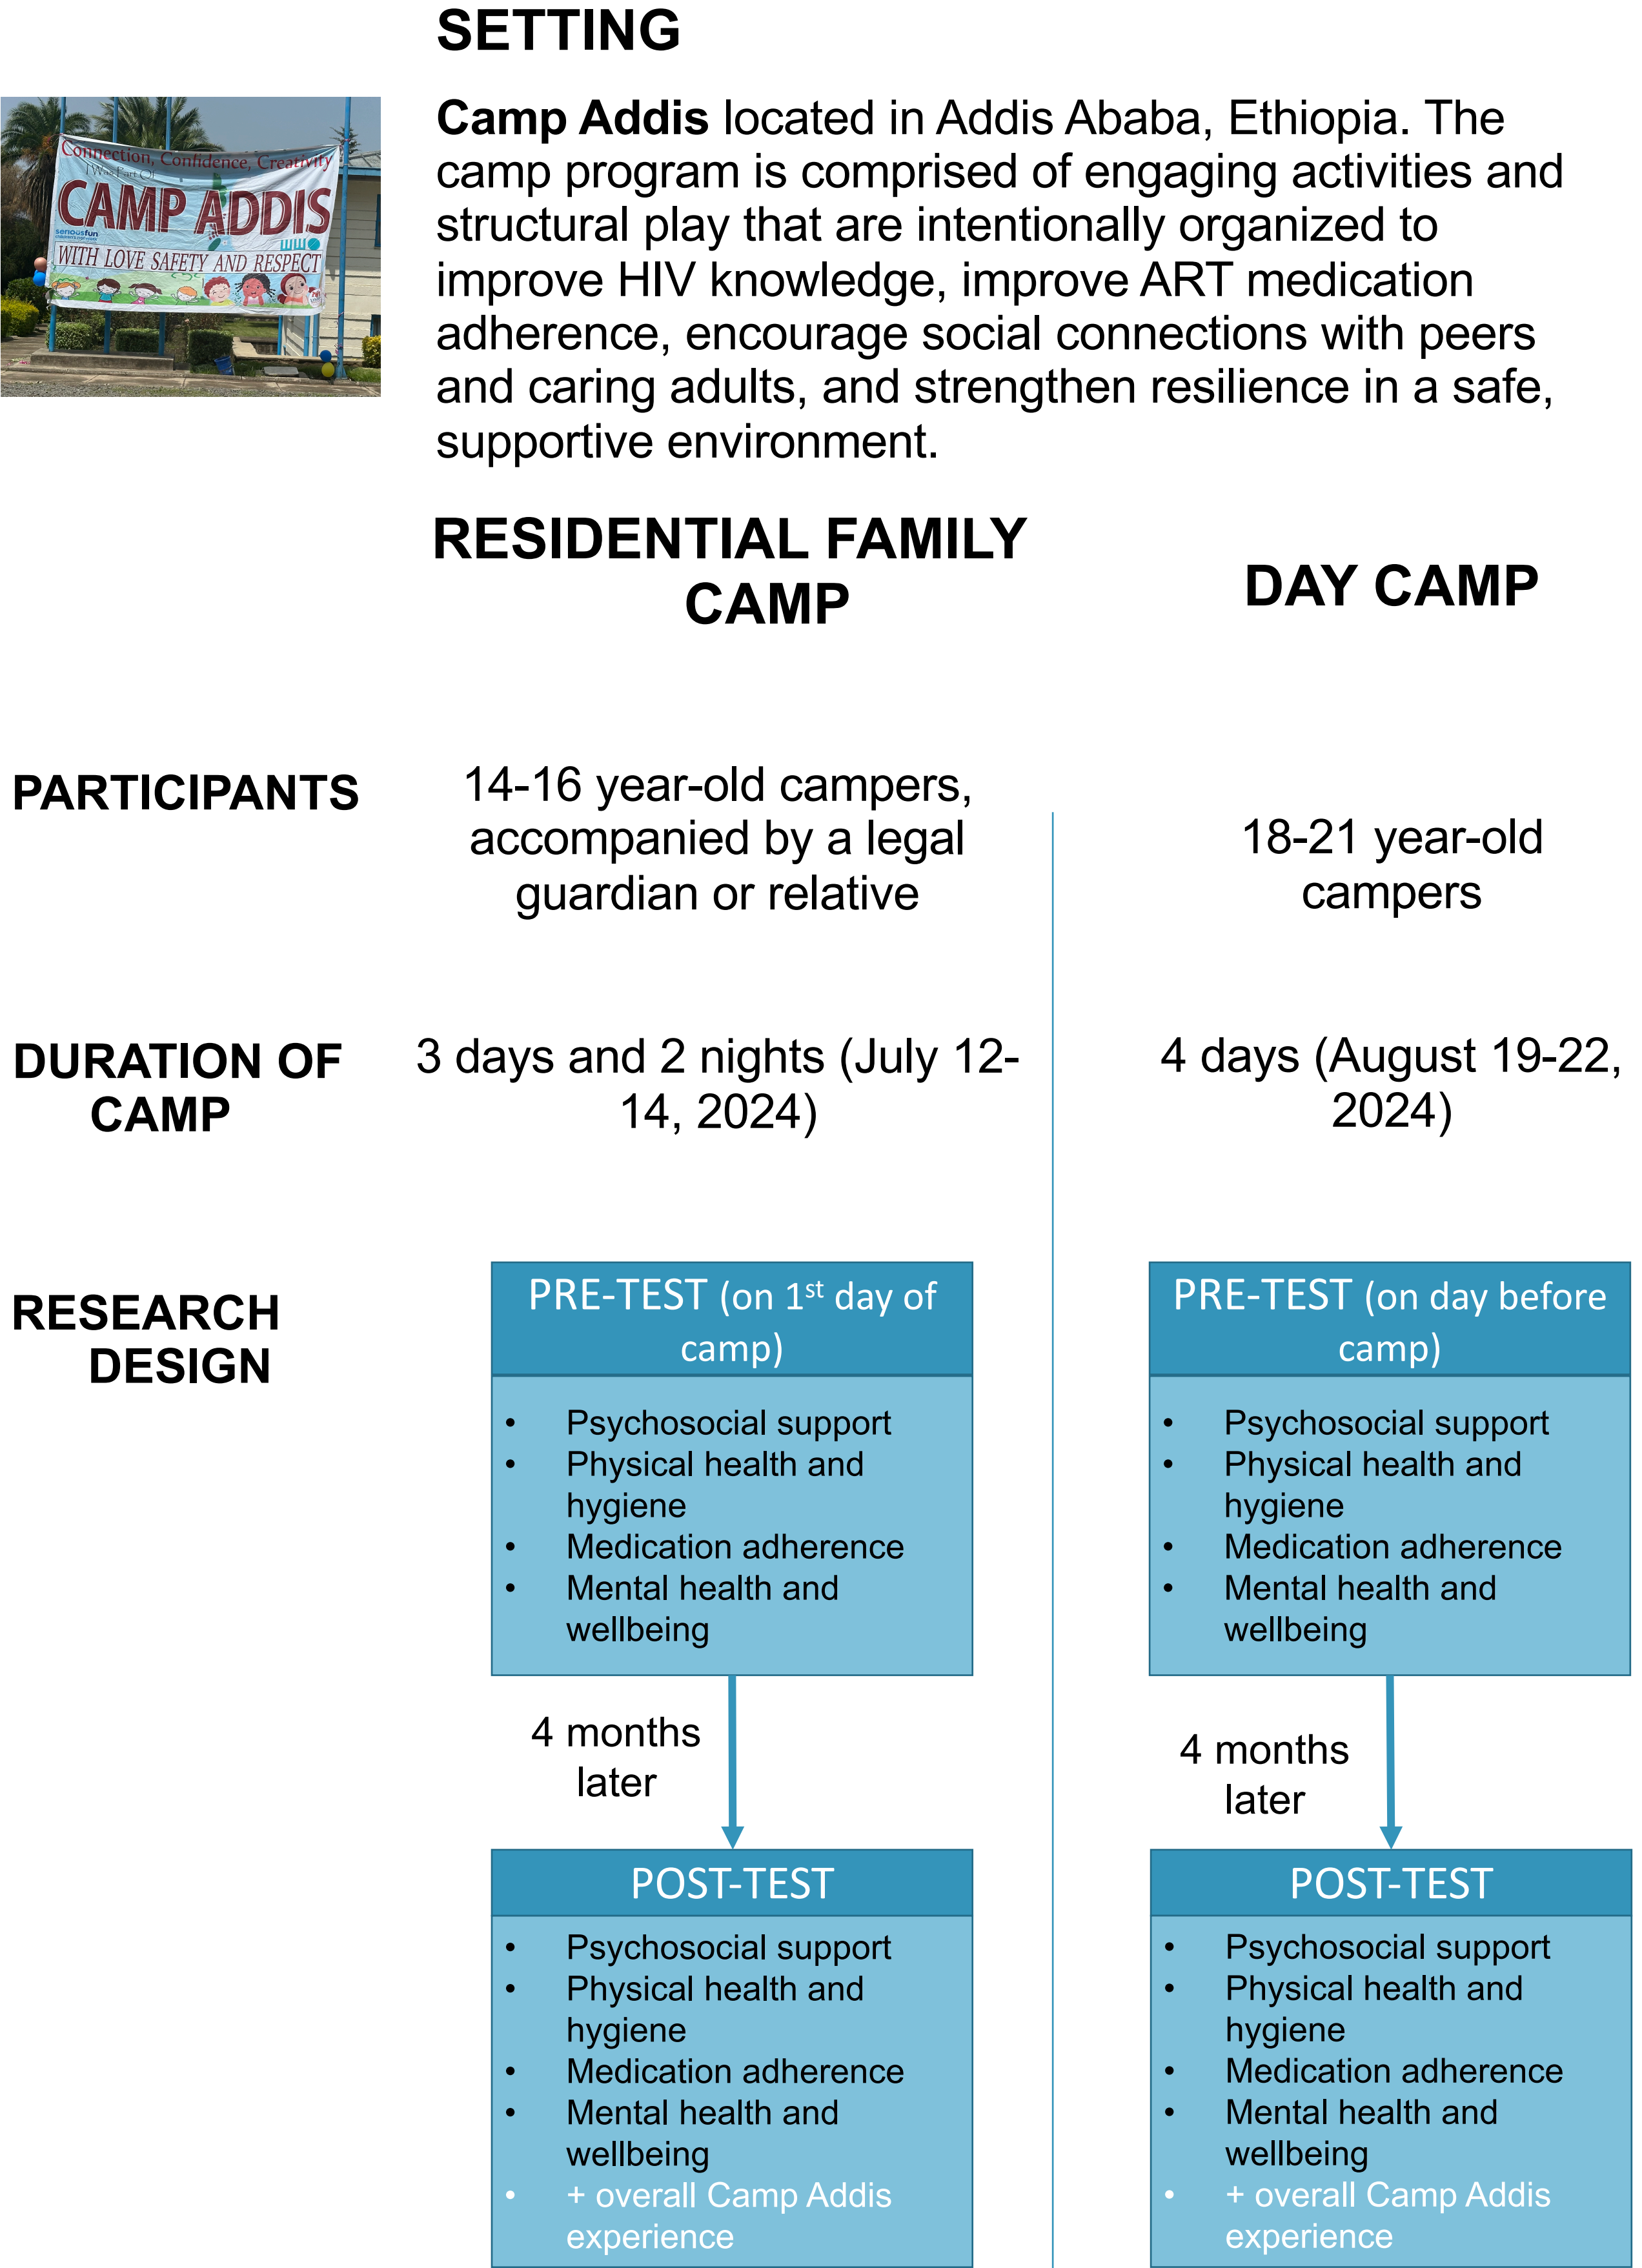 SETTING
Connection, Confidence, Creativity
I Was Part Of
CAMP ADDIS
seriousfun
WITH LOVE SAFETY AND RESPECT
Camp Addis located in Addis Ababa, Ethiopia. The
camp program is comprised of engaging activities and
structural play that are intentionally organized to
improve HIV knowledge, improve ART medication
adherence, encourage social connections with peers
and caring adults, and strengthen resilience in a safe,
supportive environment.
RESIDENTIAL FAMILY
CAMP
DAY CAMP
PARTICIPANTS
14-16 year-old campers,
accompanied by a legal
guardian or relative
18-21 year-old
campers
DURATION OF
CAMP
3 days and 2 nights (July 12-
14, 2024)
4 days (August 19-22,
2024)
RESEARCH
DESIGN
PRE-TEST (on 1st day of
camp)
• Psychosocial support
• Physical health and
hygiene
• Medication adherence
• Mental health and
wellbeing
4 months
later
POST-TEST
• Psychosocial support
• Physical health and
hygiene
• Medication adherence
• Mental health and
wellbeing
• + overall Camp Addis
experience
PRE-TEST (on day before
camp)
• Psychosocial support
• Physical health and
hygiene
• Medication adherence
• Mental health and
wellbeing
4 months
later
POST-TEST
• Psychosocial support
• Physical health and
hygiene
• Medication adherence
• Mental health and
wellbeing
• + overall Camp Addis
experience